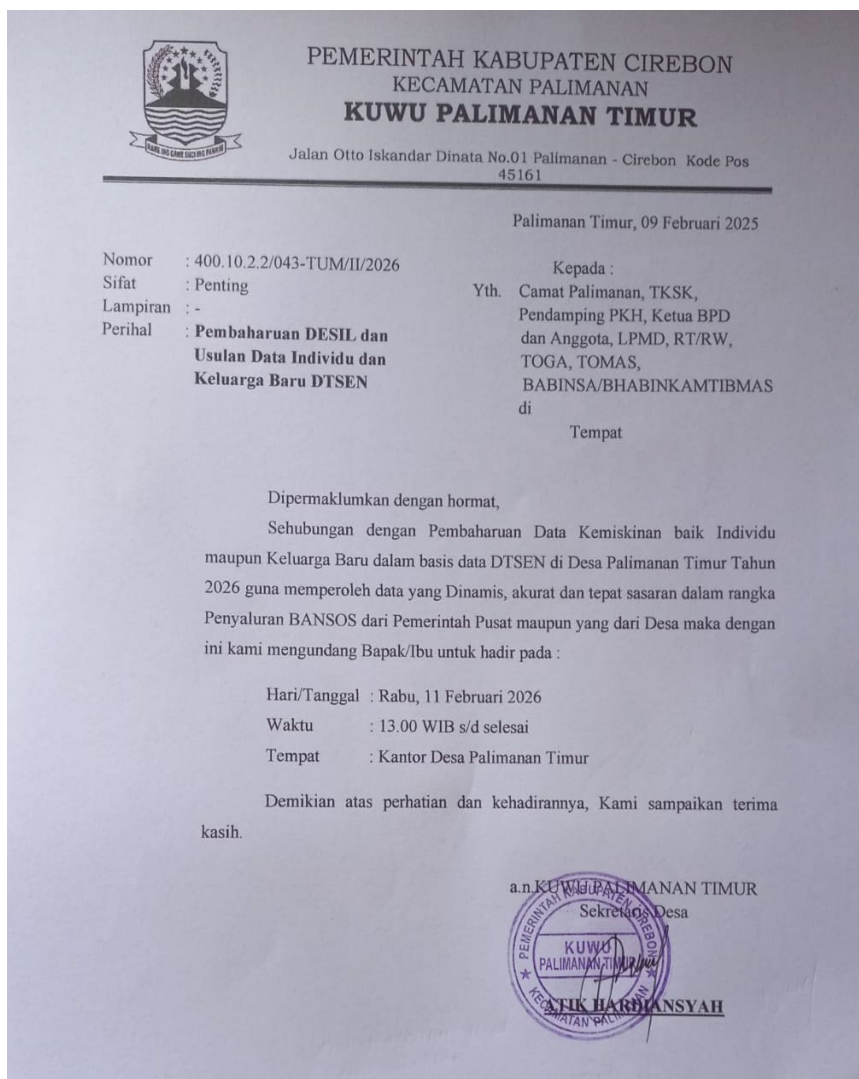 PEMERINTAH KABUPATEN CIREBON
KECAMATAN PALIMANAN
KUWU PALIMANAN TIMUR
Jalan Otto Iskandar Dinata No.01 Palimanan - Cirebon Kode Pos
45161
Palimanan Timur, 09 Februari 2025
Nomor : 400.10.2.2/043-TUM/II/2026
Sifat : Penting
Lampiran : -
Perihal : Pembaharuan DESIL dan
Usulan Data Individu dan
Keluarga Baru DTSEN
Kepada :
Yth. Camat Palimanan, TKSK,
Pendamping PKH, Ketua BPD
dan Anggota, LPMD, RT/RW,
TOGA, TOMAS,
BABINSA/BHABINKAMTIBMAS
di
Tempat
Dipermaklumkan dengan hormat,
Sehubungan dengan Pembaharuan Data Kemiskinan baik Individu
maupun Keluarga Baru dalam basis data DTSEN di Desa Palimanan Timur Tahun
2026 guna memperoleh data yang Dinamis, akurat dan tepat sasaran dalam rangka
Penyaluran BANSOS dari Pemerintah Pusat maupun yang dari Desa maka dengan
ini kami mengundang Bapak/Ibu untuk hadir pada :
Hari/Tanggal : Rabu, 11 Februari 2026
Waktu : 13.00 WIB s/d selesai
Tempat : Kantor Desa Palimanan Timur
Demikian atas perhatian dan kehadirannya, Kami sampaikan terima
kasih.
a.n.KUWU PALIMANAN TIMUR
Sekretaris Desa
PEMERINTAH KABUPATEN CIREBON
KUWU
PALIMANAN TIMUR
KECAMATAN PALIMANAN
ATIK HARDIANSYAH